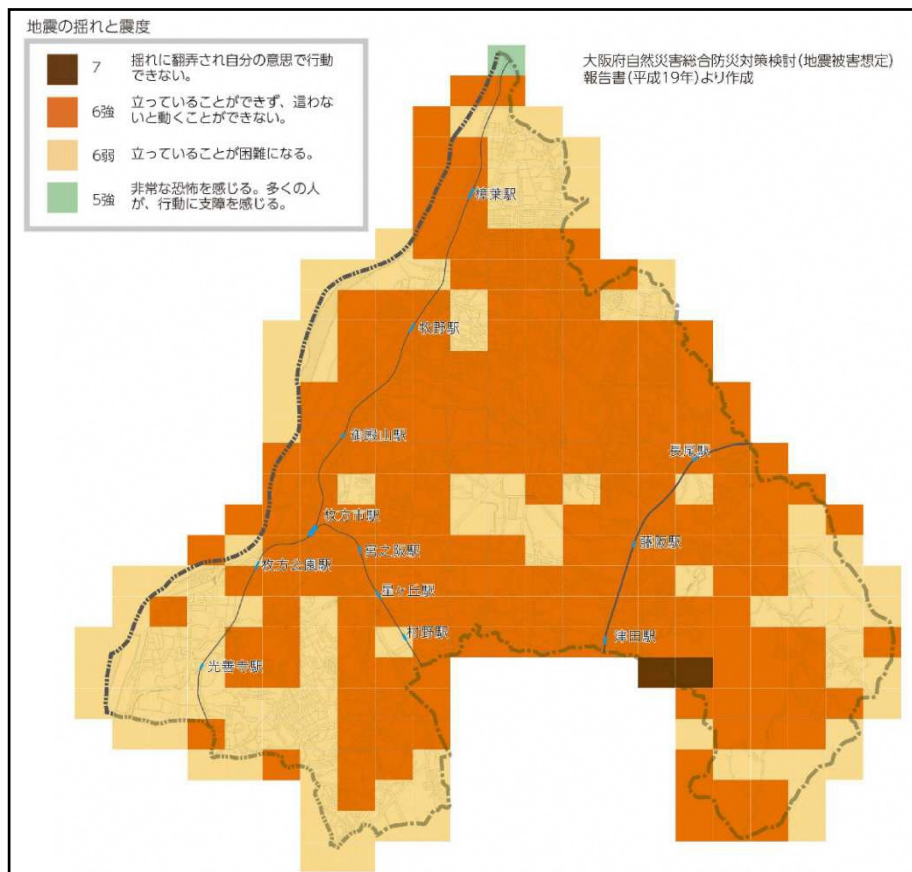 地震の揺れと震度
7 揺れに翻弄され自分の意思で行動
できない。
6強 立っていることができず、這わな
いと動くことができない。
6弱 立っていることが困難になる。
5強 非常な恐怖を感じる。多くの人
が、行動に支障を感じる。
大阪府自然災害総合防災対策検討(地震被害想定)
報告書(平成19年)より作成
樟葉駅
牧野駅
御殿山駅
長尾駅
枚方市駅
宮之阪駅
藤阪駅
枚方公園駅
星ヶ丘駅
村野駅
津田駅
光善寺駅